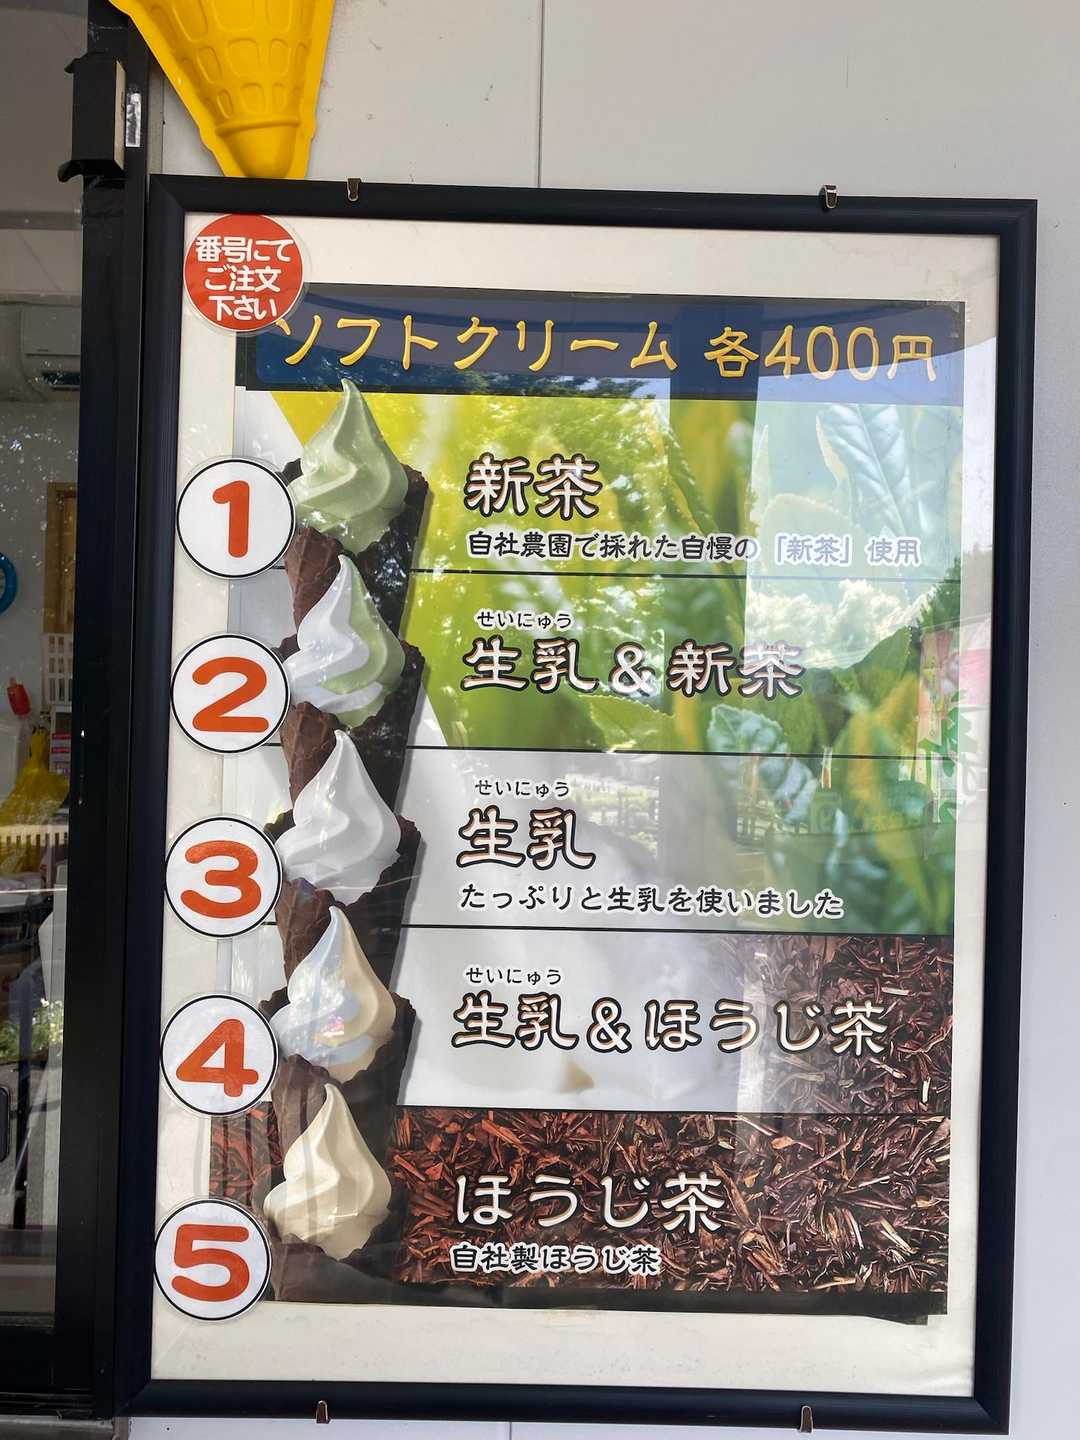 番号にて
ご注文
下さい
ソフトクリーム 各400円
1
新茶
自社農園で採れた自慢の「新茶」使用
2
せいにゅう
生乳&新茶
3
せいにゅう
生乳
たっぷりと生乳を使いました
4
せいにゅう
生乳&ほうじ茶
5
ほうじ茶
自社製ほうじ茶